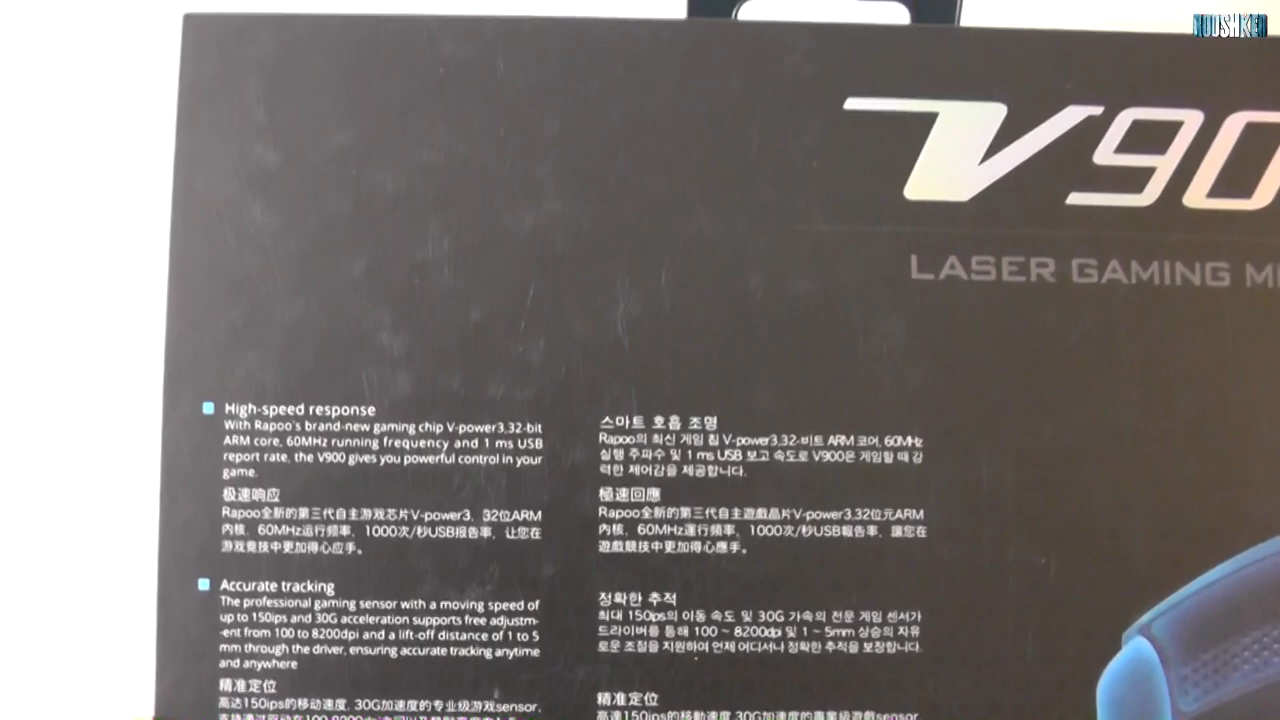 ROOSHKEN
V90
LASER GAMING M
High-speed response
With Rapoo's brand-new gaming chip V-power3,32-bit
ARM core, 60MHz running frequency and 1 ms USB
report rate, the V900 gives you powerful control in your
game.
极速响应
Rapoo全新的第三代自主游戏芯片V-power3，32位ARM
内核，60MHz运行频率，1000次/秒USB报告率，让您在
游戏竞技中更加得心应手。
Accurate tracking
The professional gaming sensor with a moving speed of
up to 150ips and 30G acceleration supports free adjustm-
-ent from 100 to 8200dpi and a lift-off distance of 1 to 5
mm through the driver, ensuring accurate tracking anytime
and anywhere
精准定位
高达150ips的移动速度，30G加速度的专业级游戏sensor，
스마트 호흡 조명
Rapoo의 최신 게임 칩 V-power3,32-비트 ARM 코어, 60MHz
실행 주파수 및 1 ms USB 보고 속도로 V900은 게임할 때 강
력한 제어감을 제공합니다.
極速回應
Rapoo全新的第三代自主遊戲晶片V-power3.32位元ARM
內核，60MHz運行頻率，1000次/秒USB報告率，讓您在
遊戲競技中更加得心應手。
정확한 추적
최대 150ips의 이동 속도 및 30G 가속의 전문 게임 센서가
드라이버를 통해 100 ~ 8200dpi 및 1 ~ 5mm 상승의 자유
로운 조절을 지원하여 언제 어디서나 정확한 추적을 보장합니다.
精准定位
高達150ips的移動速度,30G加速度的專業級遊戲sensor